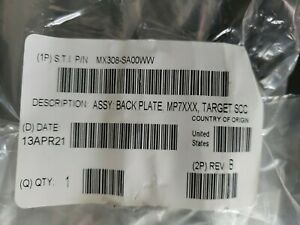 (1P) S.T.I. P/N MX308-SA00WW
DESCRIPTION: ASSY: BACK PLATE, MP7XXX, TARGET SCC
COUNTRY OF ORIGIN
(D) DATE:
13APR21
United
States
(2P) REV: B
(Q) QTY: 1